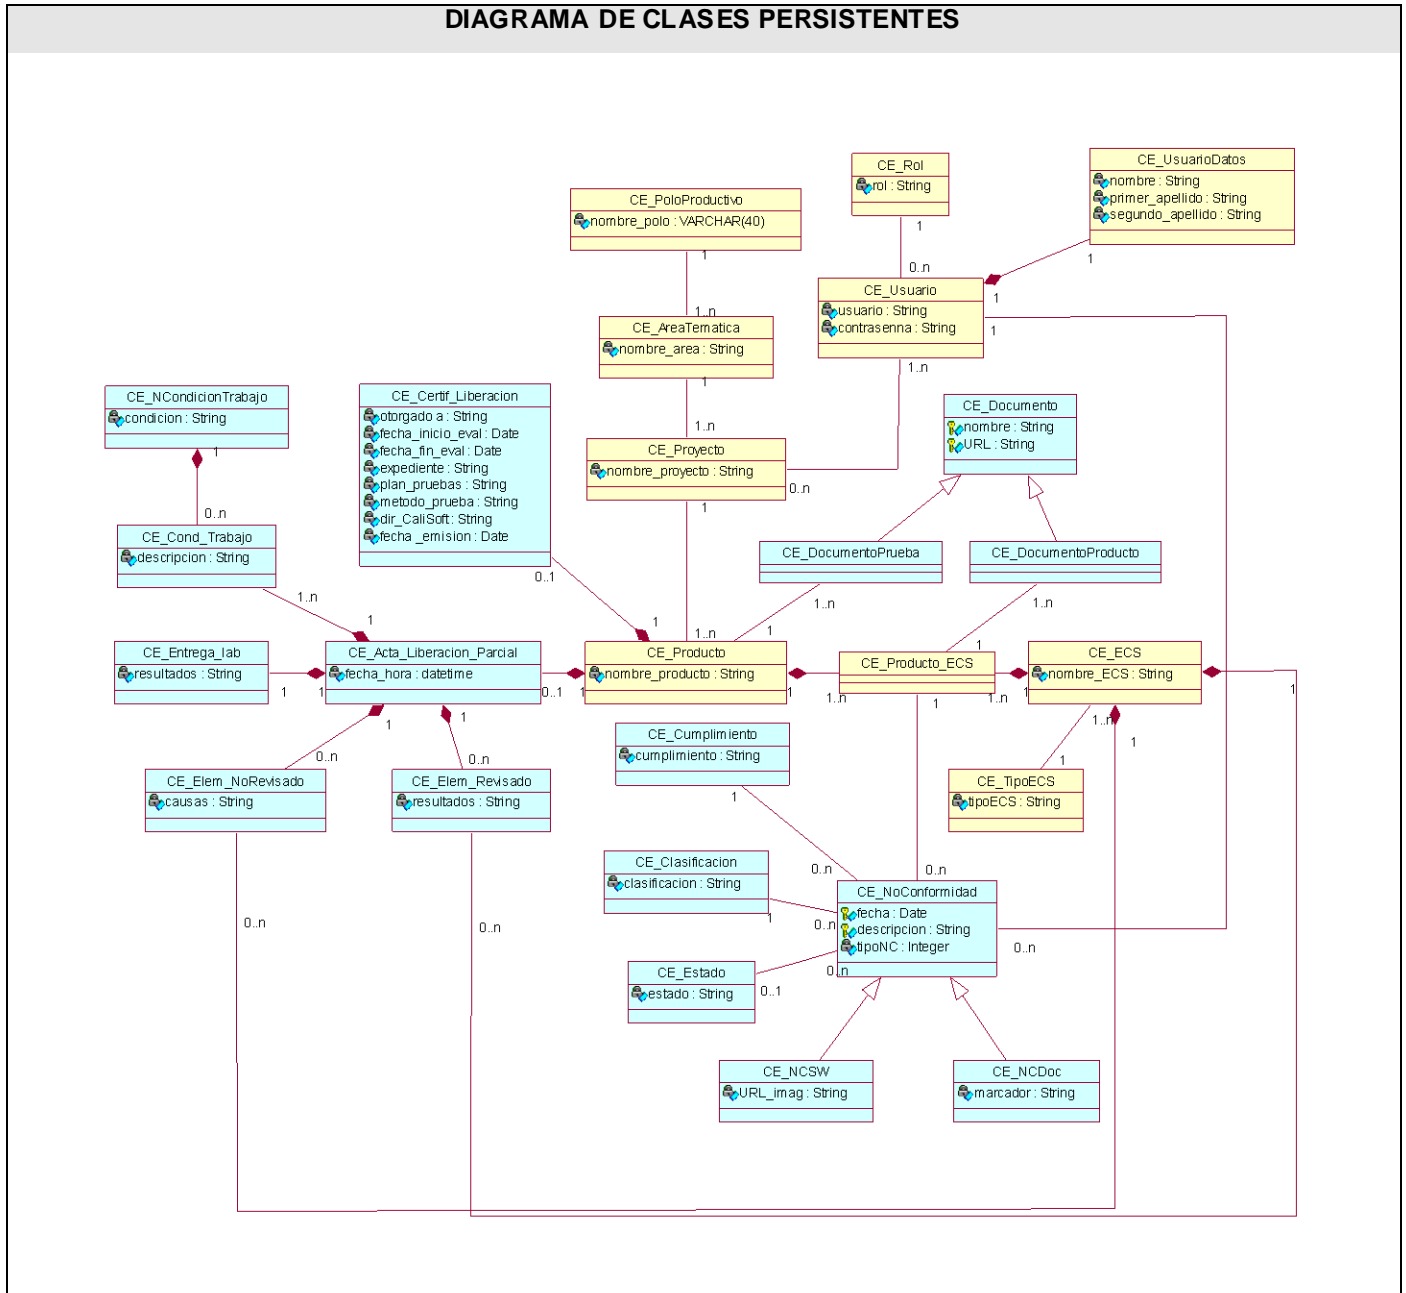 DIAGRAMA DE CLASES PERSISTENTES
CE_Rol
rol : String
1
0..n
CE_UsuarioDatos
nombre : String
primer_apellido : String
segundo_apellido : String
1
1
CE_PoloProductivo
nombre_polo : VARCHAR(40)
1
1..n
CE_Usuario
usuario : String
contrasenna : String
1
1..n
CE_AreaTematica
nombre_area : String
1
1..n
CE_NCondicionTrabajo
condicion : String
1
0..n
CE_Certif_Liberacion
otorgado a : String
fecha_inicio_eval : Date
fecha_fin_eval : Date
expediente : String
plan_pruebas : String
metodo_prueba : String
dir_CaliSoft : String
fecha _emision : Date
0..1
1
CE_Documento
nombre : String
URL : String
CE_Proyecto
nombre_proyecto : String
0..n
1
1..n
CE_Cond_Trabajo
descripcion : String
1..n
1
CE_DocumentoPrueba
1..n
1
CE_DocumentoProducto
1..n
1
CE_Entrega_lab
resultados : String
1
1
CE_Acta_Liberacion_Parcial
fecha_hora : datetime
0..1
1
1
1
CE_Producto
nombre_producto : String
1
1..n
CE_Producto_ECS
1..n
1
1
CE_ECS
nombre_ECS : String
1
1..n
1
CE_Cumplimiento
cumplimiento : String
1
0..n
0..n
0..n
CE_Elem_NoRevisado
causas : String
0..n
CE_Elem_Revisado
resultados : String
0..n
1
CE_TipoECS
tipoECS : String
CE_Clasificacion
clasificacion : String
1
0..n
0..n
CE_NoConformidad
fecha : Date
descripcion : String
tipoNC : Integer
0..n
0..n
CE_Estado
estado : String
0..1
CE_NCSW
URL_imag : String
CE_NCDoc
marcador : String